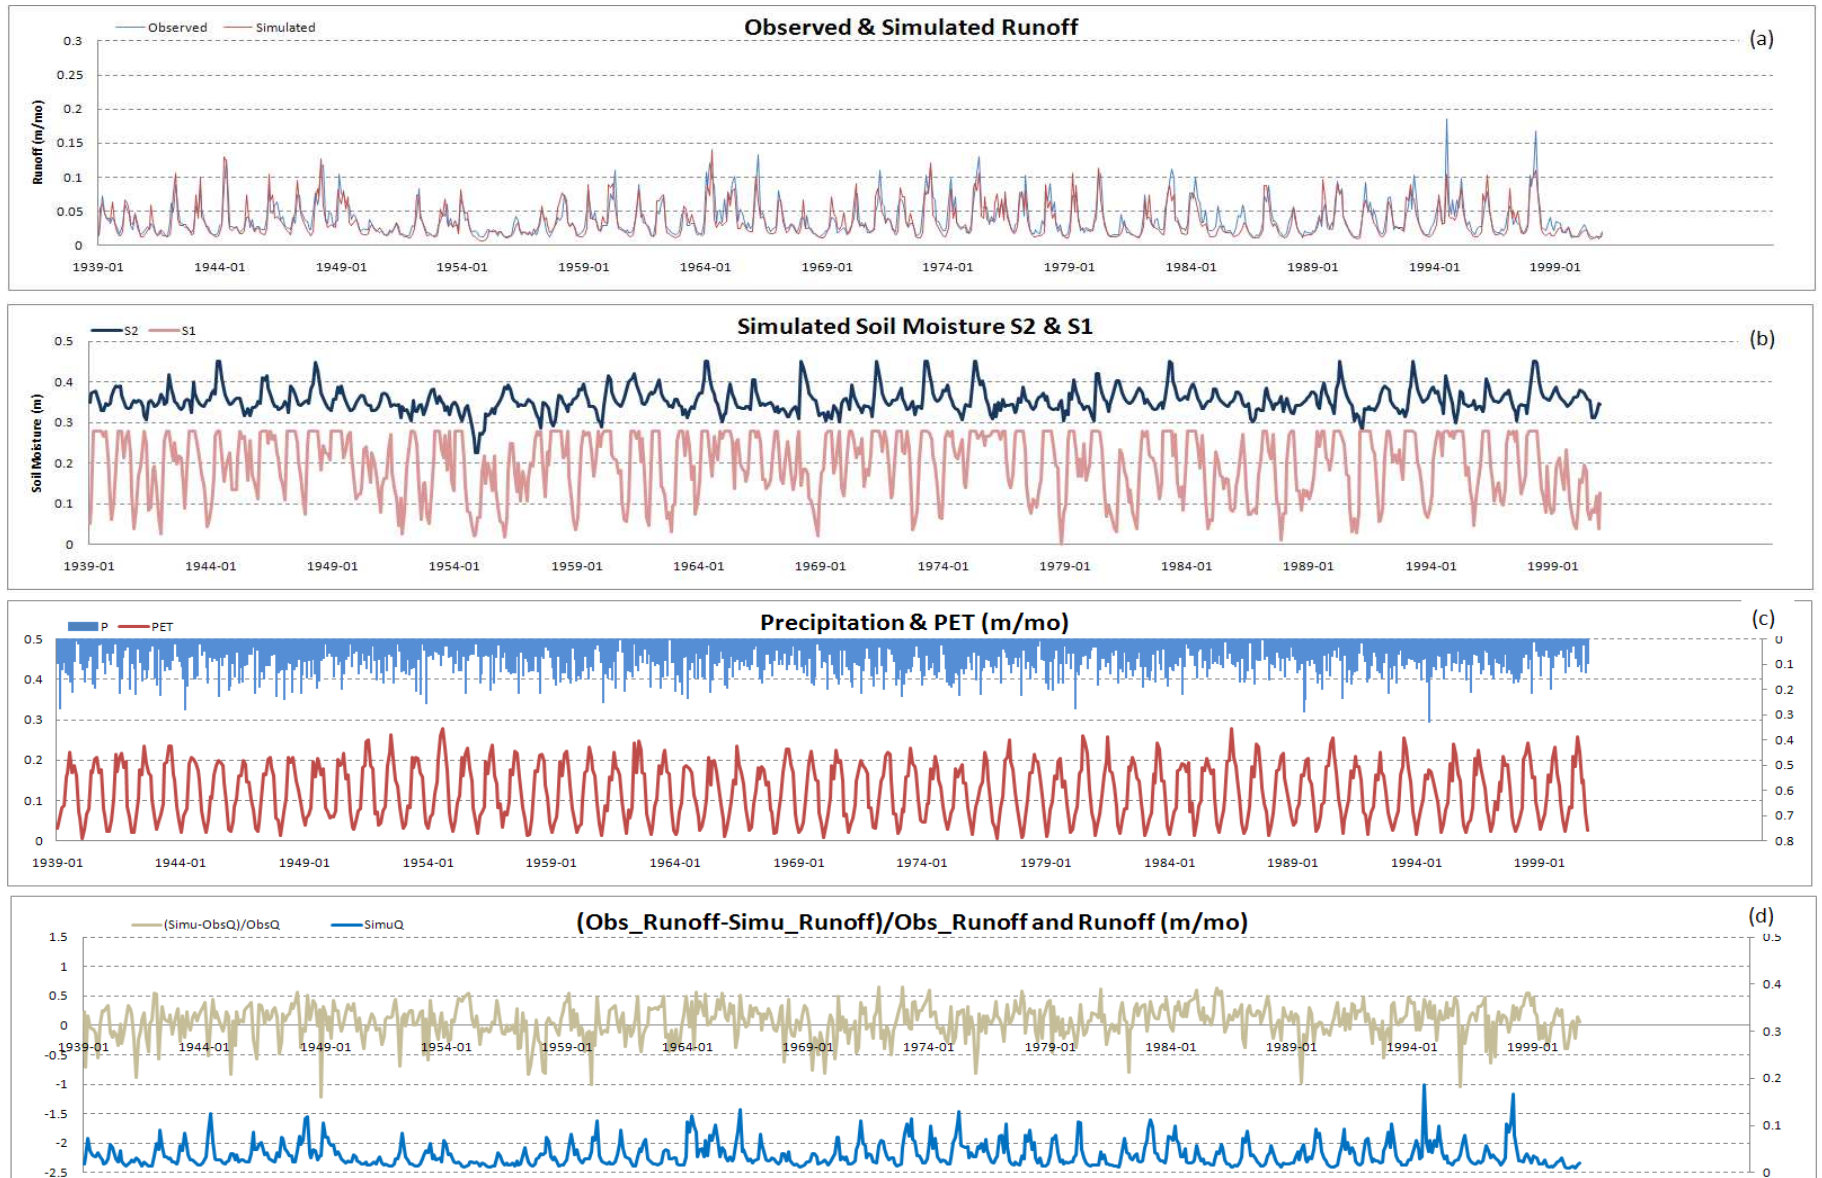 Observed & Simulated Runoff
Observed Simulated
(a)
0.3
0.25
0.2
0.15
0.1
0.05
0
Runoff (m/mo)
1939-01 1944-01 1949-01 1954-01 1959-01 1964-01 1969-01 1974-01 1979-01 1984-01 1989-01 1994-01 1999-01
Simulated Soil Moisture S2 & S1
S2 S1
(b)
0.5
0.4
0.3
0.2
0.1
0
Soil Moisture (m)
1939-01 1944-01 1949-01 1954-01 1959-01 1964-01 1969-01 1974-01 1979-01 1984-01 1989-01 1994-01 1999-01
Precipitation & PET (m/mo)
P PET
(c)
0.5
0.4
0.3
0.2
0.1
0
0
0.1
0.2
0.3
0.4
0.5
0.6
0.7
0.8
1939-01 1944-01 1949-01 1954-01 1959-01 1964-01 1969-01 1974-01 1979-01 1984-01 1989-01 1994-01 1999-01
(Obs_Runoff-Simu_Runoff)/Obs_Runoff and Runoff (m/mo)
(Simu-ObsQ)/ObsQ SimuQ
(d)
1.5
1
0.5
0
-0.5
-1
-1.5
-2
-2.5
0.5
0.4
0.3
0.2
0.1
0
1939-01 1944-01 1949-01 1954-01 1959-01 1964-01 1969-01 1974-01 1979-01 1984-01 1989-01 1994-01 1999-01